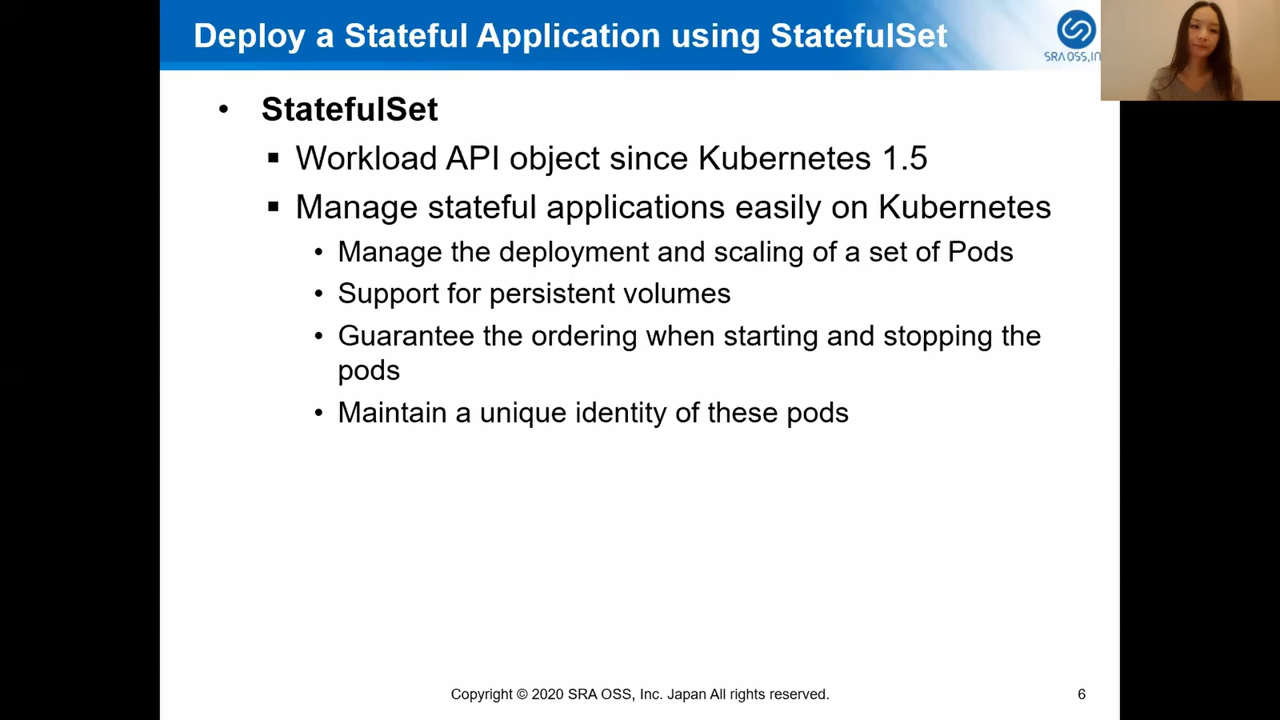 Deploy a Stateful Application using StatefulSet
SRA OSS, IN
• StatefulSet
▪ Workload API object since Kubernetes 1.5
▪ Manage stateful applications easily on Kubernetes
• Manage the deployment and scaling of a set of Pods
• Support for persistent volumes
• Guarantee the ordering when starting and stopping the
pods
• Maintain a unique identity of these pods
Copyright © 2020 SRA OSS, Inc. Japan All rights reserved.
6